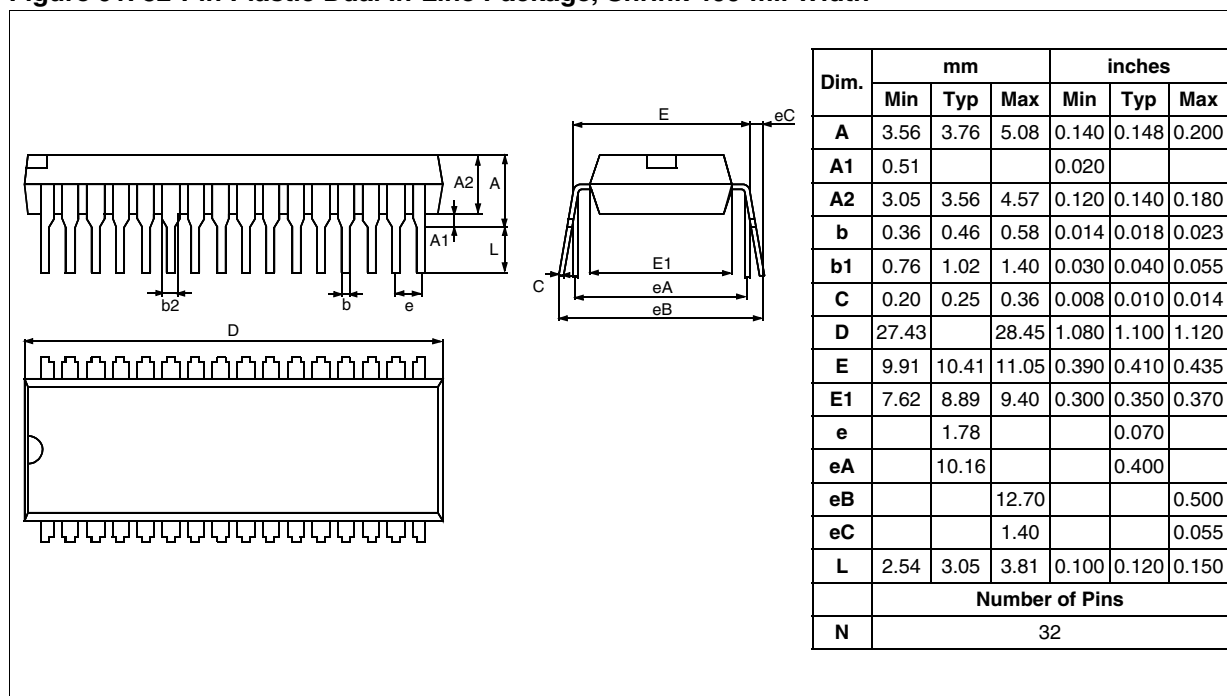 Plastic Dual In-Line Package, Shrink 400-mil Width
A2
A
A1
L
b2
b
e
D
E
eC
E1
C
eA
eB
Dim. mm inches
Min Typ Max Min Typ Max
A 3.56 3.76 5.08 0.140 0.148 0.200
A1 0.51 0.020
A2 3.05 3.56 4.57 0.120 0.140 0.180
b 0.36 0.46 0.58 0.014 0.018 0.023
b1 0.76 1.02 1.40 0.030 0.040 0.055
C 0.20 0.25 0.36 0.008 0.010 0.014
D 27.43 28.45 1.080 1.100 1.120
E 9.91 10.41 11.05 0.390 0.410 0.435
E1 7.62 8.89 9.40 0.300 0.350 0.370
e 1.78 0.070
eA 10.16 0.400
eB 12.70 0.500
eC 1.40 0.055
L 2.54 3.05 3.81 0.100 0.120 0.150
Number of Pins
N 32